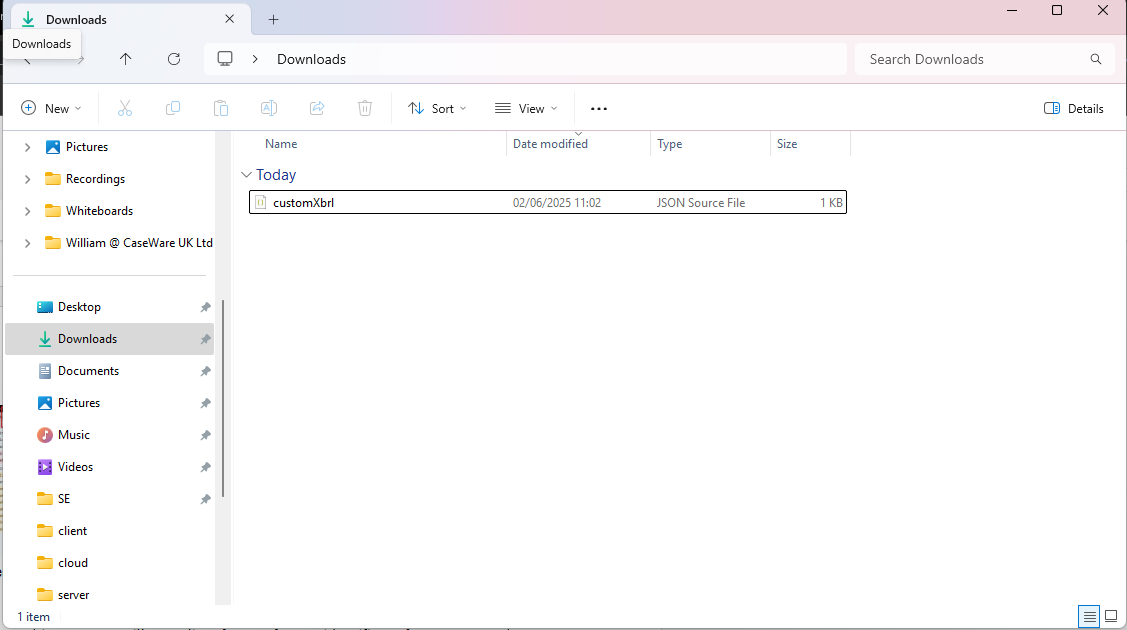 Downloads
Downloads
Downloads
Search Downloads
New
Sort
View
Details
Name Date modified Type Size
Pictures
Recordings
Whiteboards
William @ CaseWare UK Ltd
Today
customXbrl 02/06/2025 11:02 JSON Source File 1 KB
Desktop
Downloads
Documents
Pictures
Music
Videos
SE
client
cloud
server
1 item